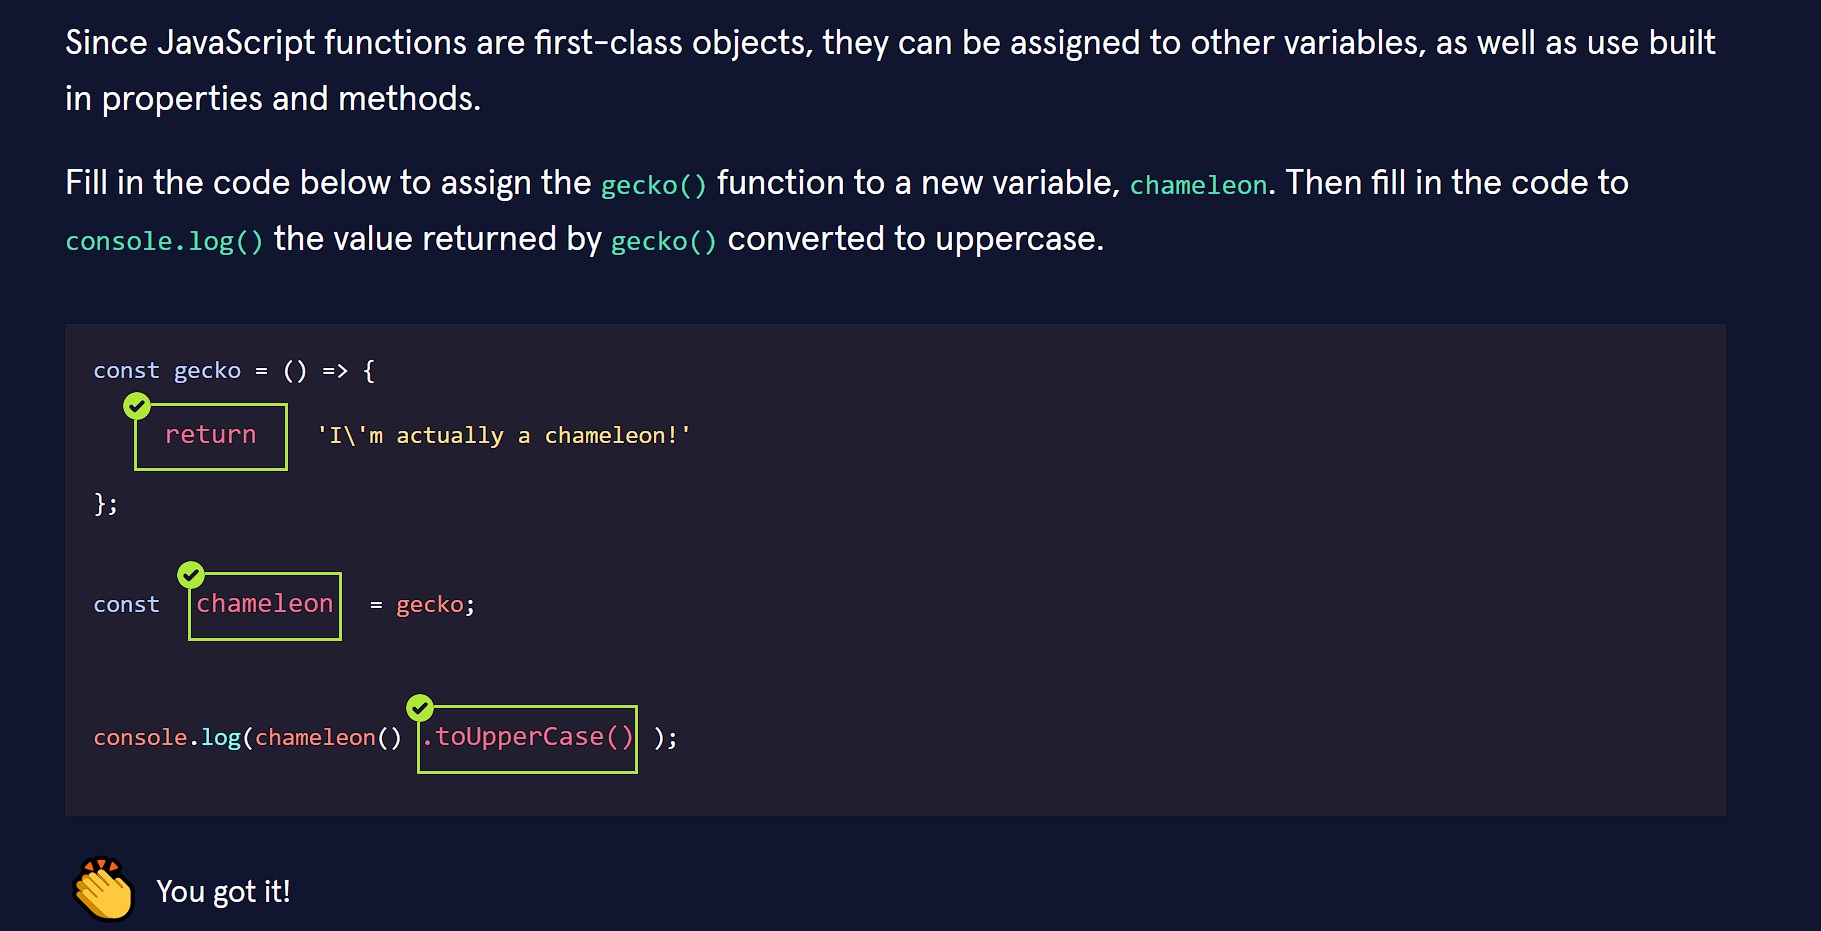 Since JavaScript functions are first-class objects, they can be assigned to other variables, as well as use built
in properties and methods.
Fill in the code below to assign the gecko() function to a new variable, chameleon. Then fill in the code to
console.log() the value returned by gecko() converted to uppercase.
const gecko = () => {
return 'I\'m actually a chameleon!'
};
const chameleon = gecko;
console.log(chameleon() .toUpperCase() );
You got it!